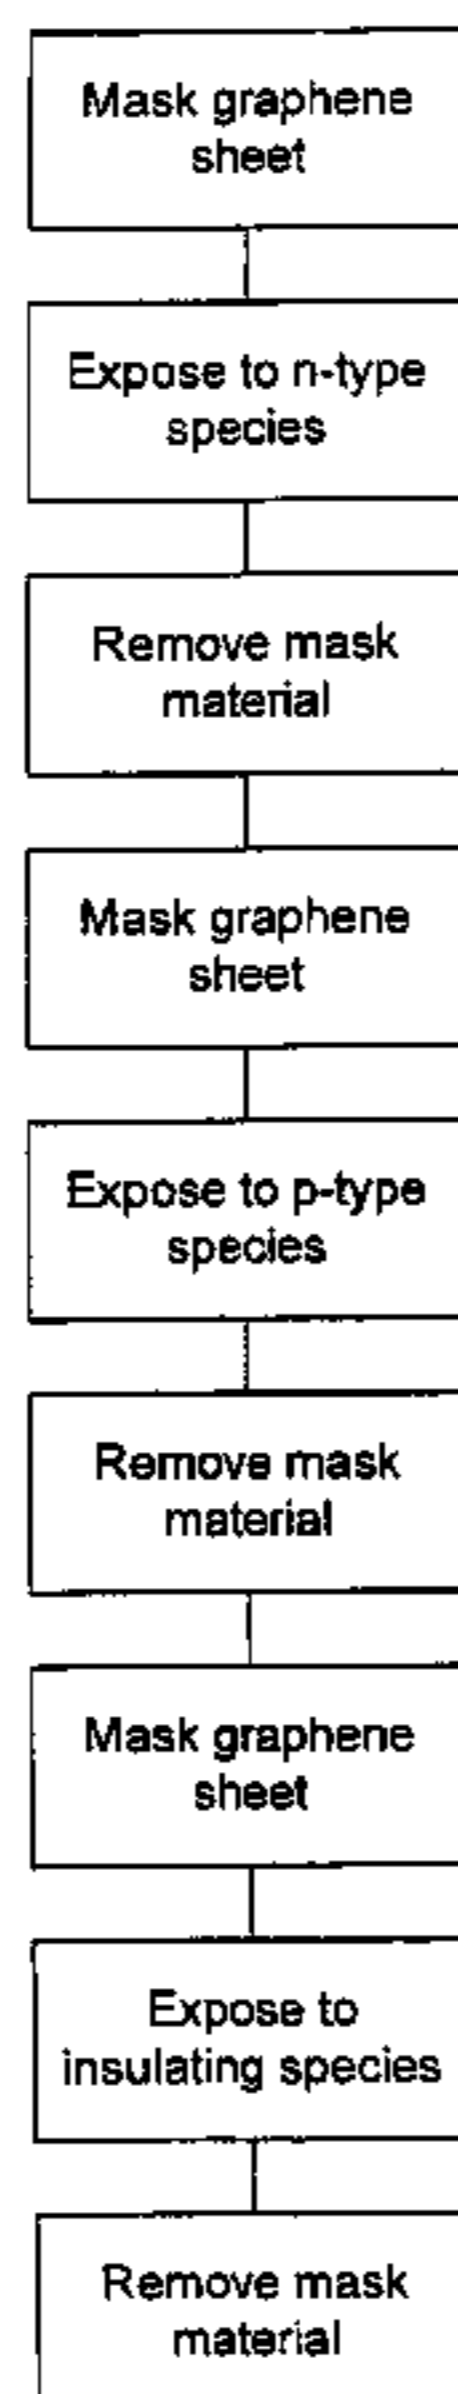 Mask graphene
sheet
Expose to n-type
species
Remove mask
material
Mask graphene
sheet
Expose to p-type
species
Remove mask
material
Mask graphene
sheet
Expose to
insulating species
Remove mask
material